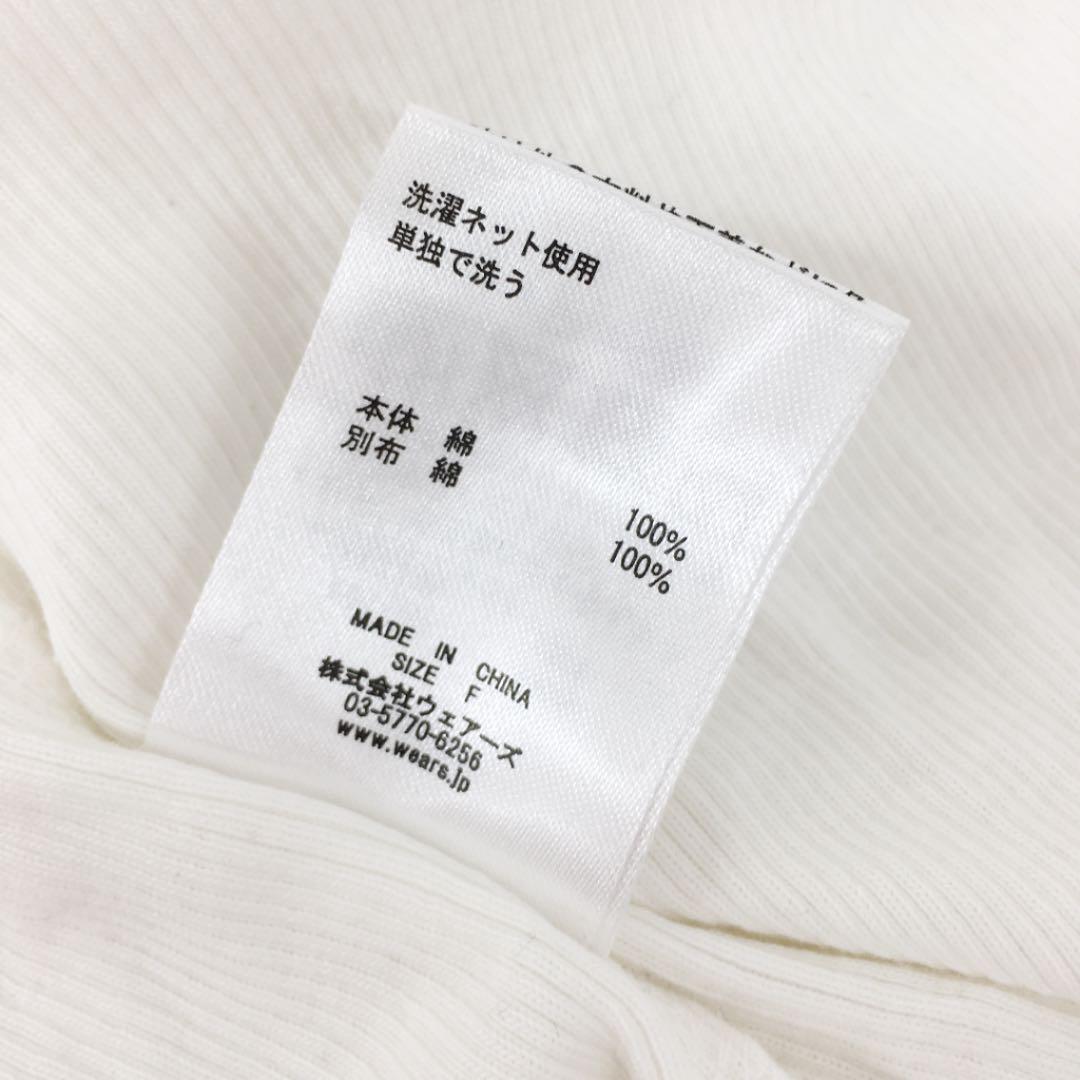 洗濯ネット使用
単独で洗う
本体 綿 100%
別布 綿 100%
MADE IN CHINA
SIZE F
株式会社ウェアーズ
03-5770-6256
www.wears.jp